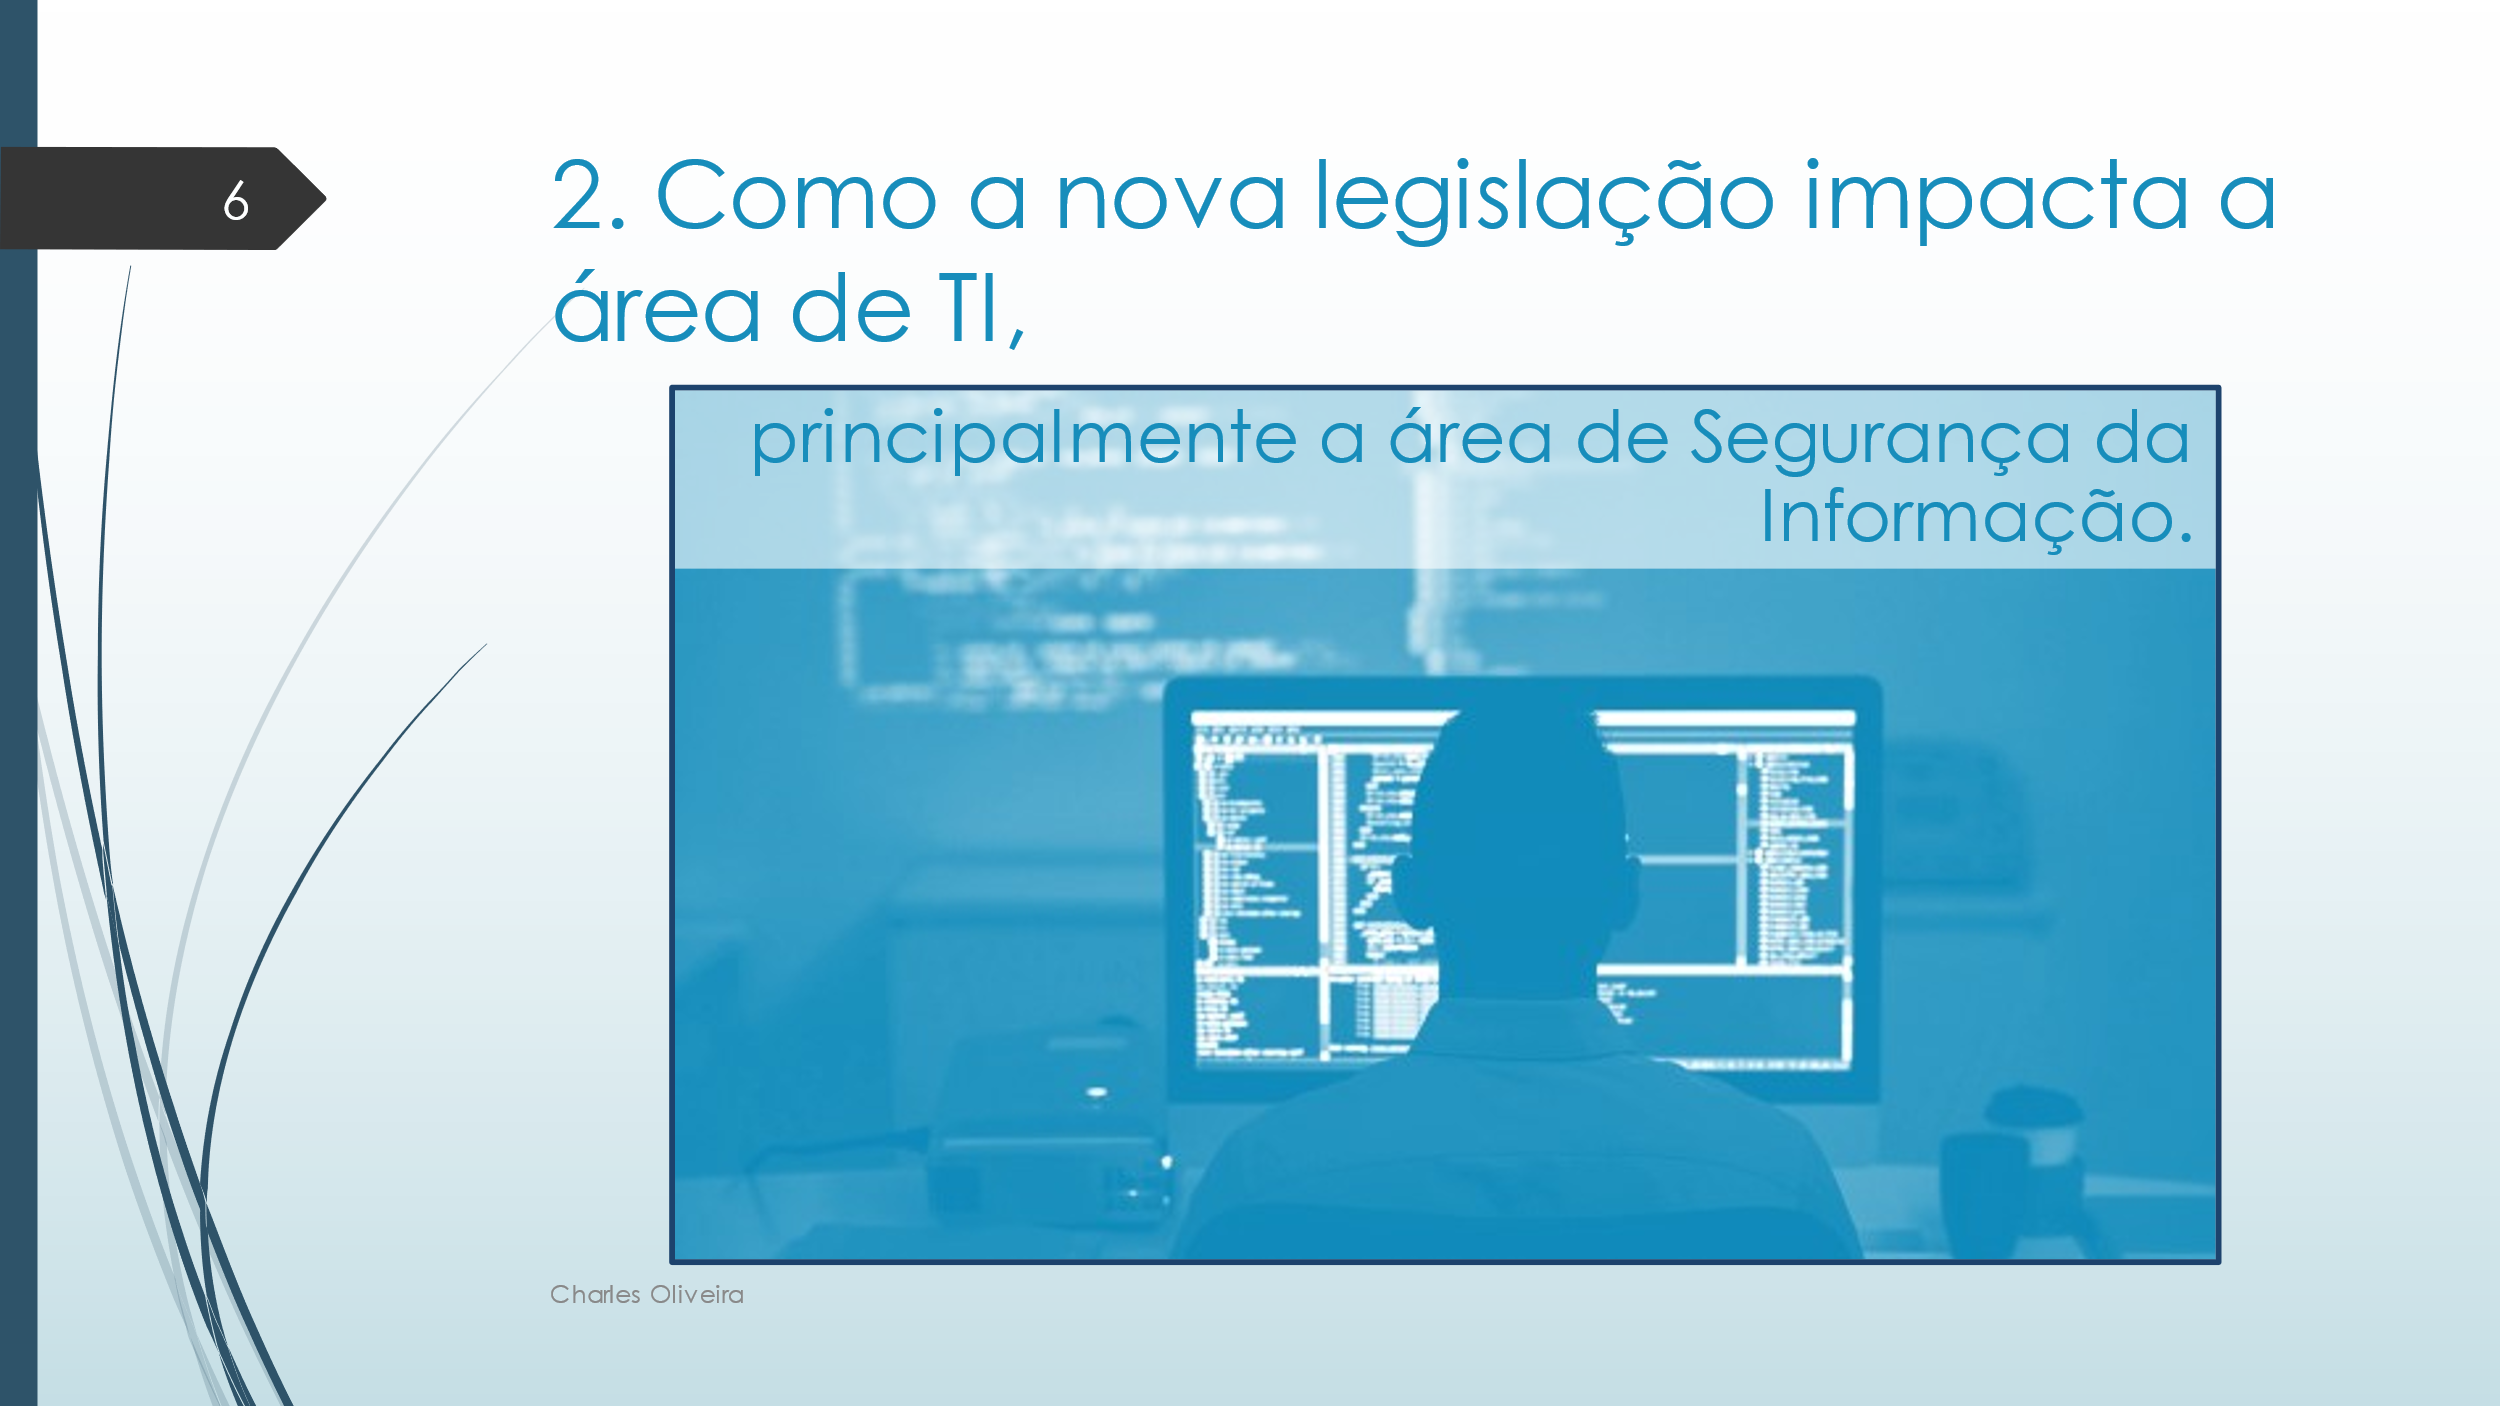 6
2. Como a nova legislação impacta a
área de TI,
principalmente a área de Segurança da
Informação.
Charles Oliveira